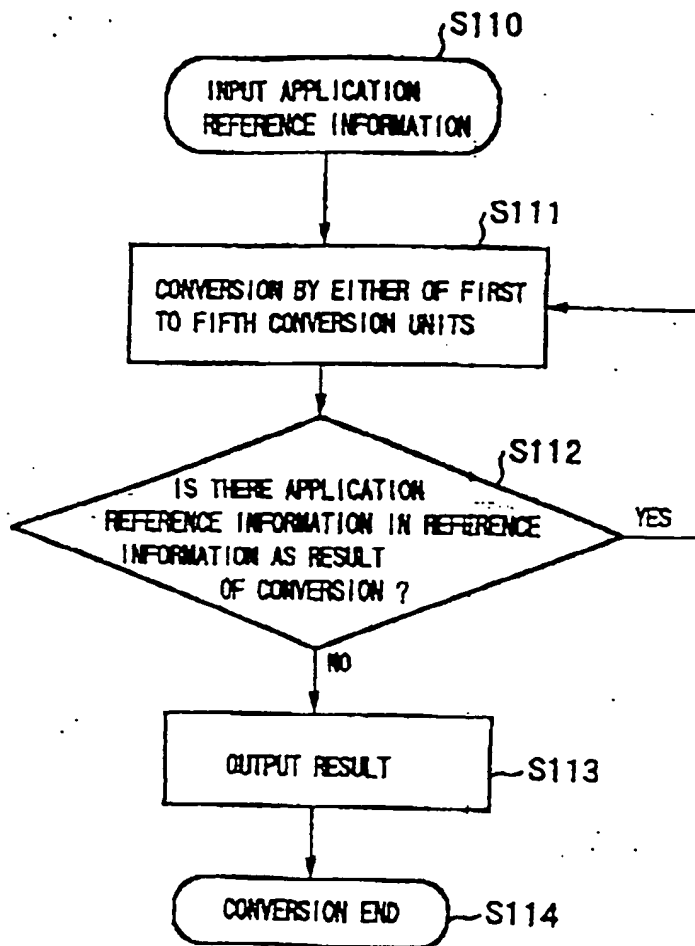 S110
INPUT APPLICATION
REFERENCE INFORMATION
S111
CONVERSION BY EITHER OF FIRST
TO FIFTH CONVERSION UNITS
S112
IS THERE APPLICATION
REFERENCE INFORMATION IN REFERENCE
INFORMATION AS RESULT
OF CONVERSION ?
YES
NO
OUTPUT RESULT
S113
CONVERSION END
S114